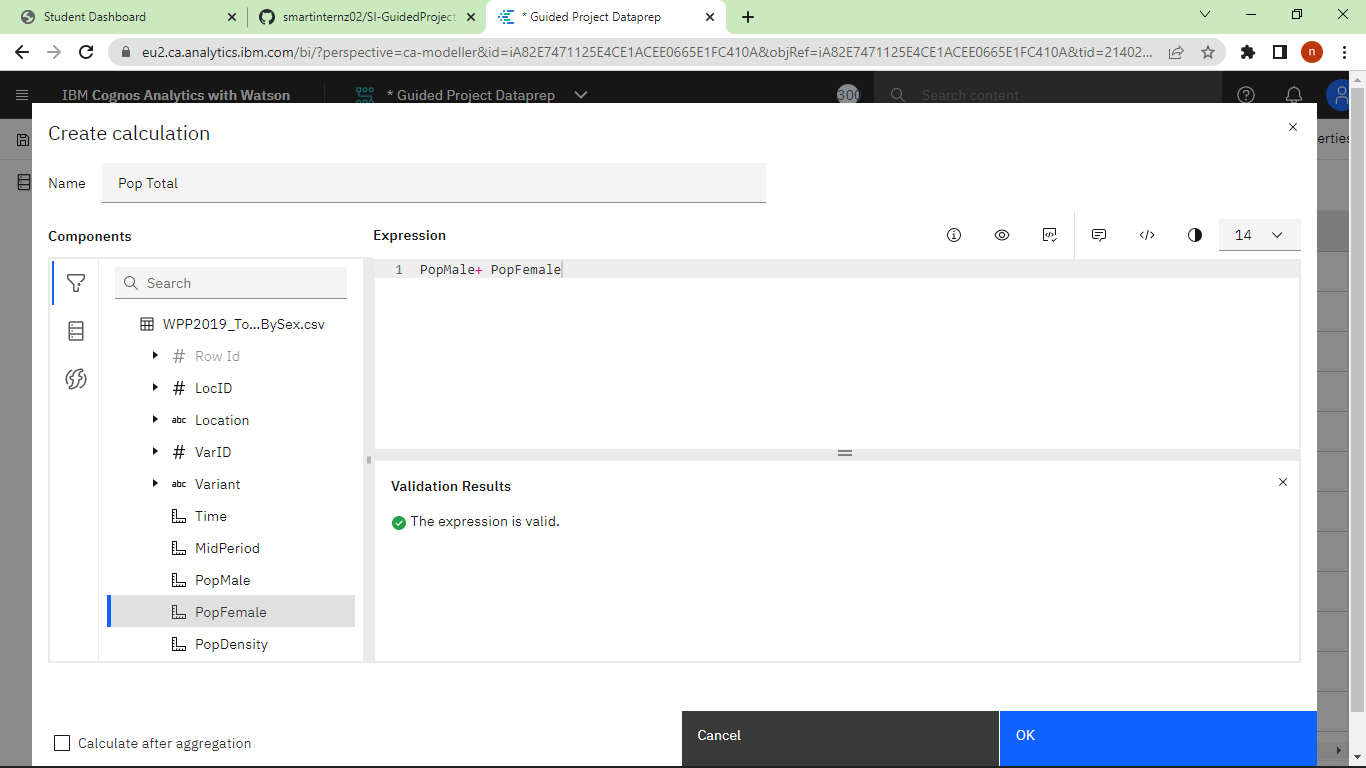 Student Dashboard
smartinternz02/SI-GuidedProject
* Guided Project Dataprep
eu2.ca.analytics.ibm.com/bi/?perspective=ca-modeller&id=iA82E7471125E4CE1ACEE0665E1FC410A&objRef=iA82E7471125E4CE1ACEE0665E1FC410A&tid=21402...
n
IBM Cognos Analytics with Watson
* Guided Project Dataprep
300
Search content
erties
Create calculation
Name
Pop Total
Components
Expression
14
1 PopMale+ PopFemale
Search
WPP2019_To...BySex.csv
# Row Id
# LocID
abc Location
# VarID
abc Variant
Time
MidPeriod
PopMale
PopFemale
PopDensity
Validation Results
The expression is valid.
Calculate after aggregation
Cancel
OK